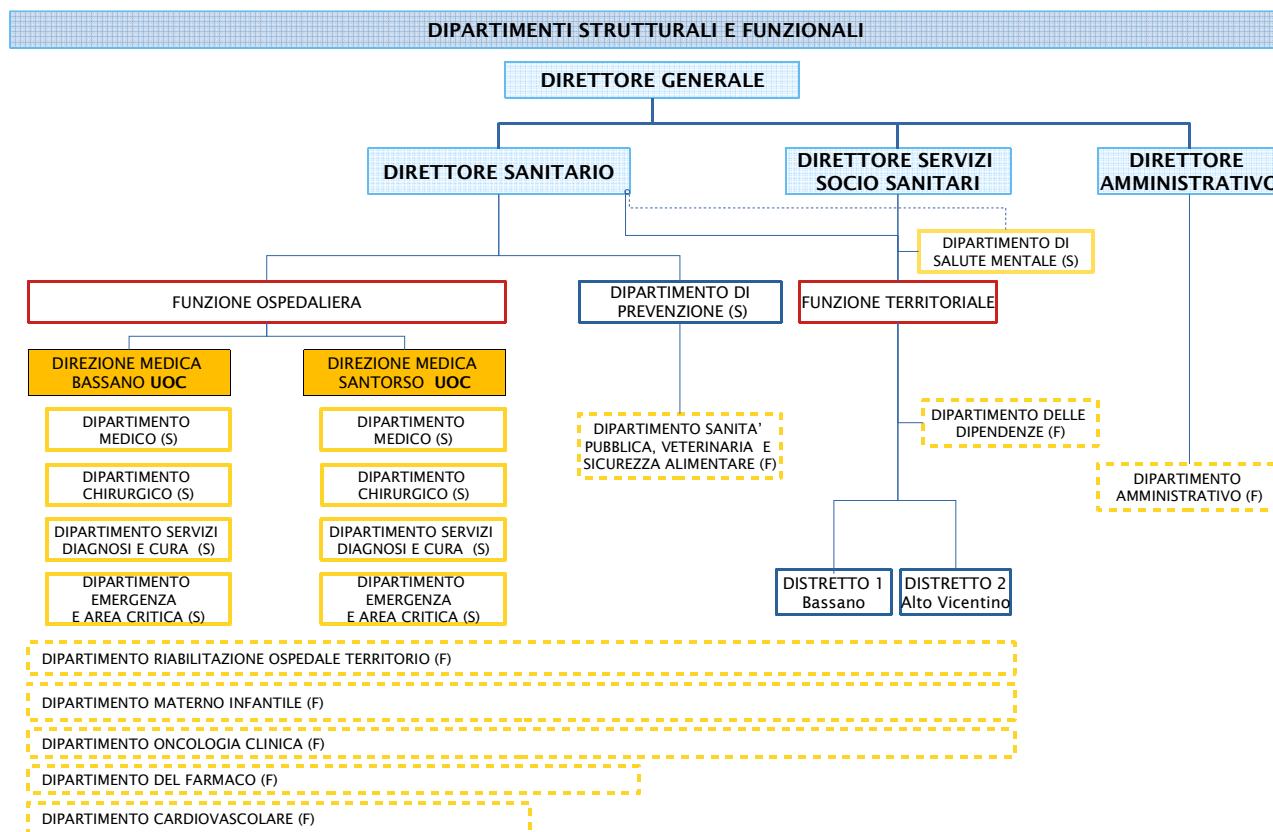 DIPARTIMENTI STRUTTURALI E FUNZIONALI
DIRETTORE GENERALE
DIRETTORE SANITARIO
DIRETTORE SERVIZI
SOCIO SANITARI
DIRETTORE
AMMINISTRATIVO
DIPARTIMENTO DI
SALUTE MENTALE (S)
FUNZIONE OSPEDALIERA
DIPARTIMENTO DI
PREVENZIONE (S)
FUNZIONE TERRITORIALE
DIREZIONE MEDICA
BASSANO UOC
DIREZIONE MEDICA
SANTORSO UOC
DIPARTIMENTO
MEDICO (S)
DIPARTIMENTO
MEDICO (S)
DIPARTIMENTO SANITA’
PUBBLICA, VETERINARIA E
SICUREZZA ALIMENTARE (F)
DIPARTIMENTO DELLE
DIPENDENZE (F)
DIPARTIMENTO
CHIRURGICO (S)
DIPARTIMENTO
CHIRURGICO (S)
DIPARTIMENTO
AMMINISTRATIVO (F)
DIPARTIMENTO SERVIZI
DIAGNOSI E CURA (S)
DIPARTIMENTO SERVIZI
DIAGNOSI E CURA (S)
DIPARTIMENTO
EMERGENZA
E AREA CRITICA (S)
DIPARTIMENTO
EMERGENZA
E AREA CRITICA (S)
DISTRETTO 1
Bassano
DISTRETTO 2
Alto Vicentino
DIPARTIMENTO RIABILITAZIONE OSPEDALE TERRITORIO (F)
DIPARTIMENTO MATERNO INFANTILE (F)
DIPARTIMENTO ONCOLOGIA CLINICA (F)
DIPARTIMENTO DEL FARMACO (F)
DIPARTIMENTO CARDIOVASCOLARE (F)